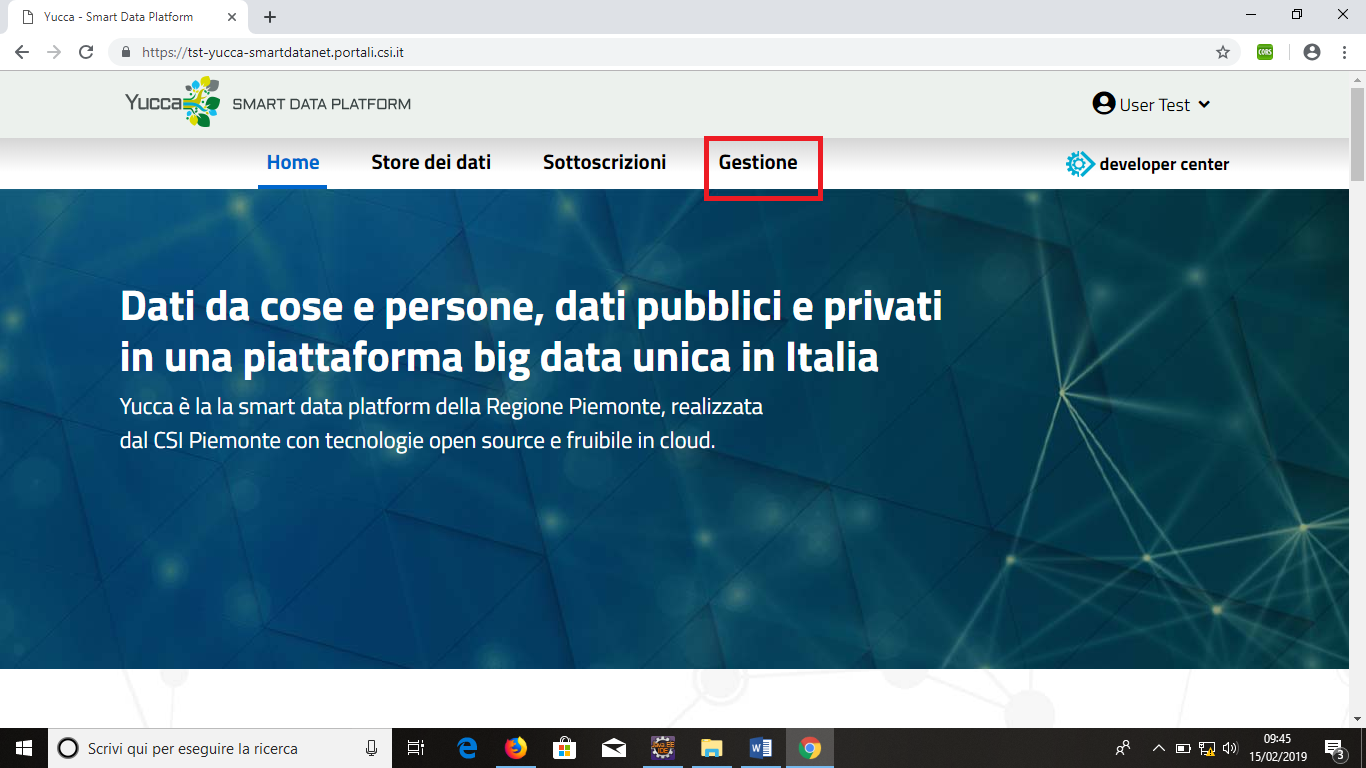 Yucca - Smart Data Platform
https://tst-yucca-smartdatanet.portali.csi.it
CORS
Yucca SMART DATA PLATFORM
User Test
Home Store dei dati Sottoscrizioni Gestione developer center
Dati da cose e persone, dati pubblici e privati
in una piattaforma big data unica in Italia
Yucca è la la smart data platform della Regione Piemonte, realizzata
dal CSI Piemonte con tecnologie open source e fruibile in cloud.
Scrivi qui per eseguire la ricerca
09:45
15/02/2019
3